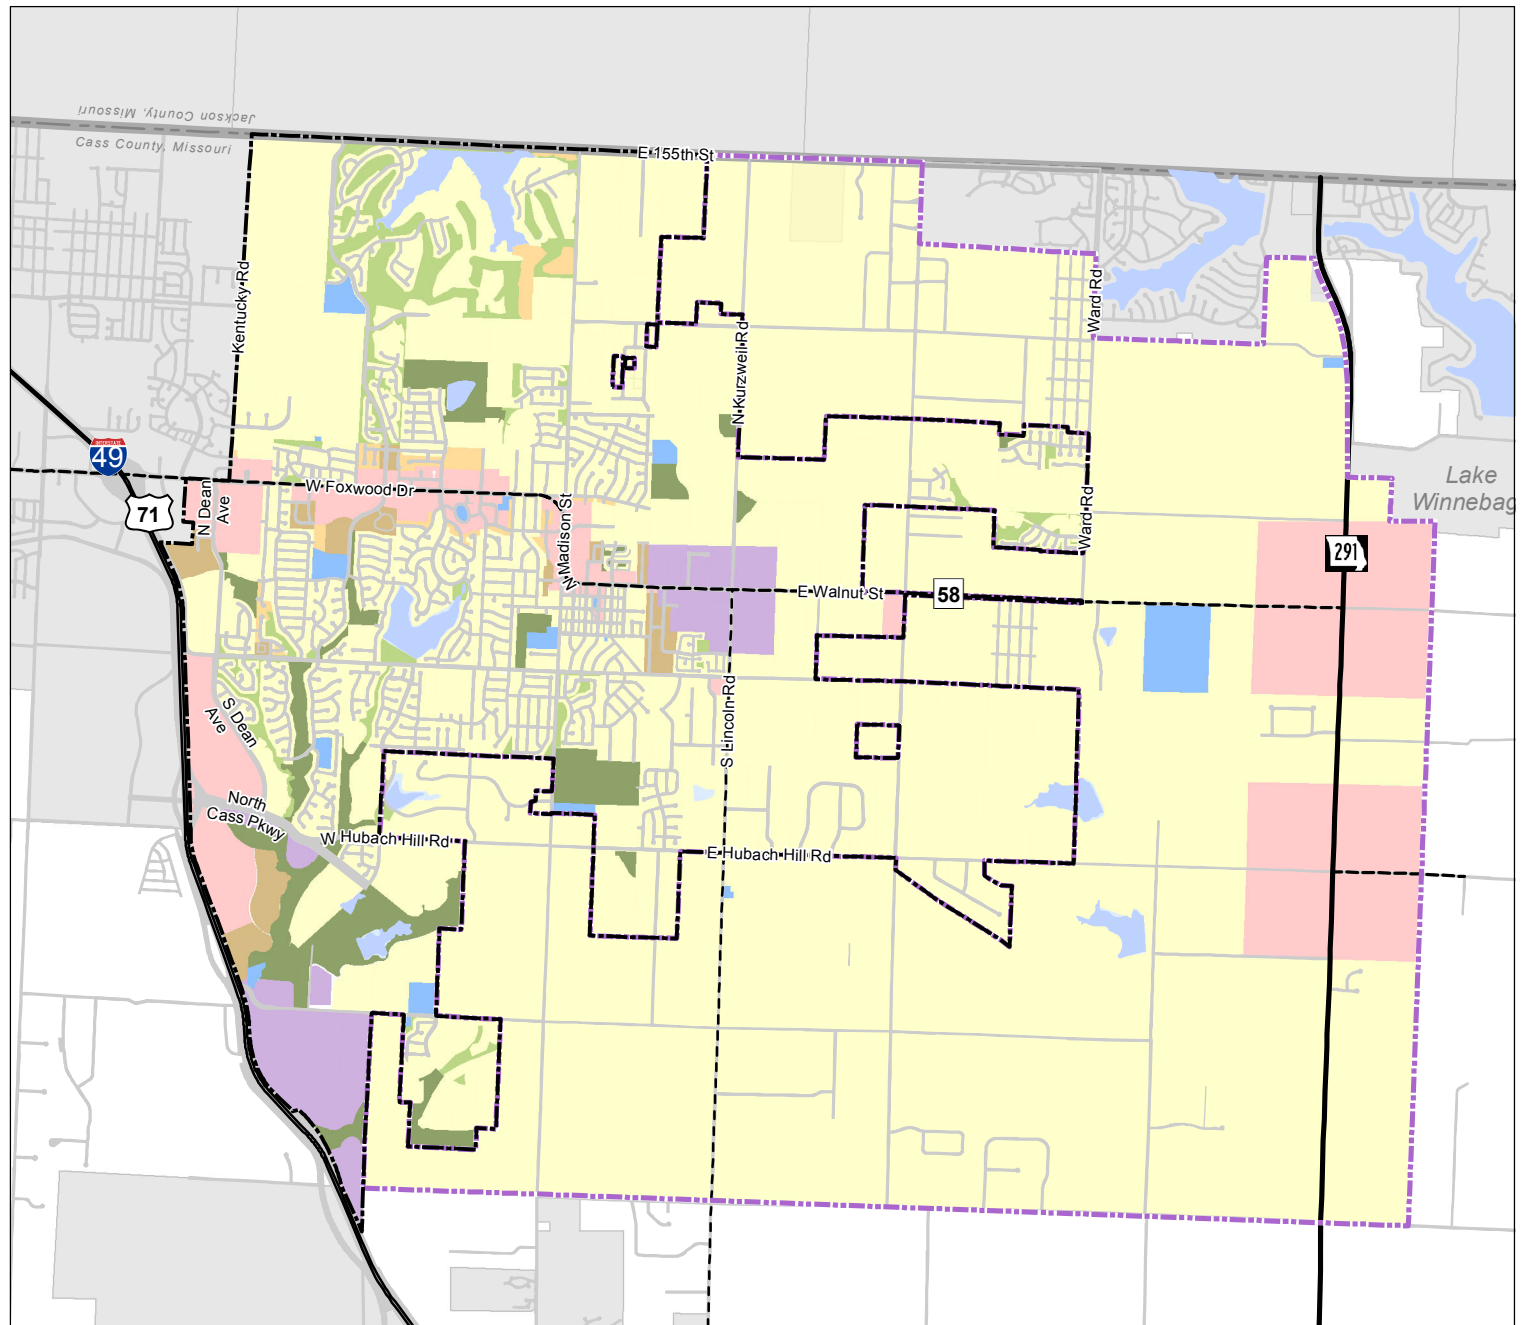 Jackson County, Missouri
Cass County, Missouri
E 155th St
Kentucky Rd
Ward Rd
N Kurzweil Rd
INTERSTATE
49
71
N Dean
Ave
W Foxwood Dr
N Madison St
Ward Rd
Lake
Winnebag
291
E Walnut St
58
S Dean
Ave
S Lincoln Rd
North
Cass Pkwy
W Hubach Hill Rd
E Hubach Hill Rd